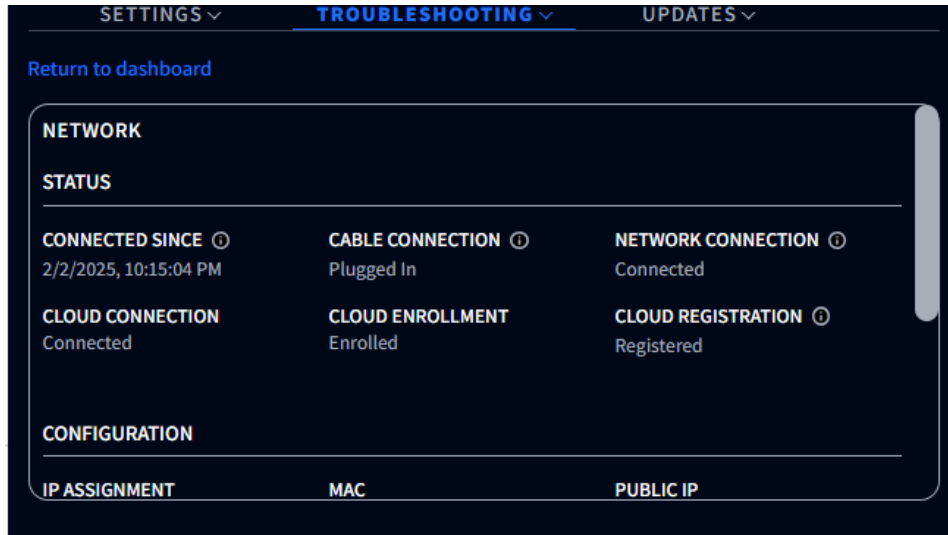 SETTINGS TROUBLESHOOTING UPDATES
Return to dashboard
NETWORK
STATUS
CONNECTED SINCE CABLE CONNECTION NETWORK CONNECTION
2/2/2025, 10:15:04 PM Plugged In Connected
CLOUD CONNECTION CLOUD ENROLLMENT CLOUD REGISTRATION
Connected Enrolled Registered
CONFIGURATION
IP ASSIGNMENT MAC PUBLIC IP